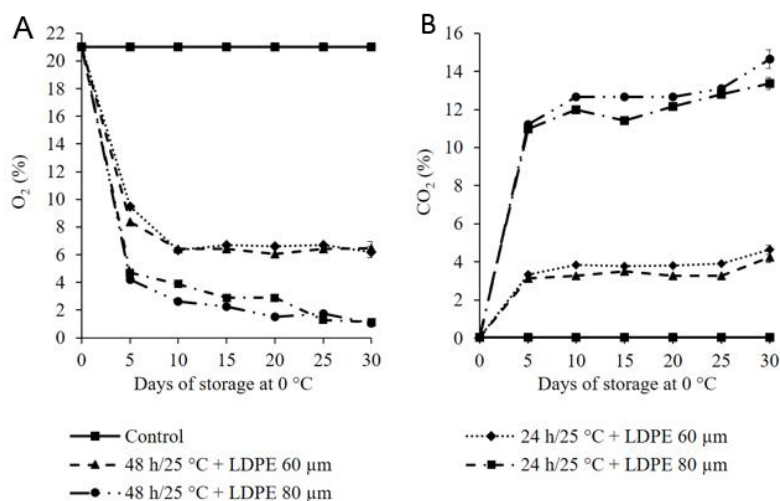 A
22
20
18
16
14
12
10
8
6
4
2
0
O₂ (%)
0 5 10 15 20 25 30
Days of storage at 0 °C
B
16
14
12
10
8
6
4
2
0
CO₂ (%)
0 5 10 15 20 25 30
Days of storage at 0 °C
Control
48 h/25 °C + LDPE 60 µm
48 h/25 °C + LDPE 80 µm
24 h/25 °C + LDPE 60 µm
24 h/25 °C + LDPE 80 µm